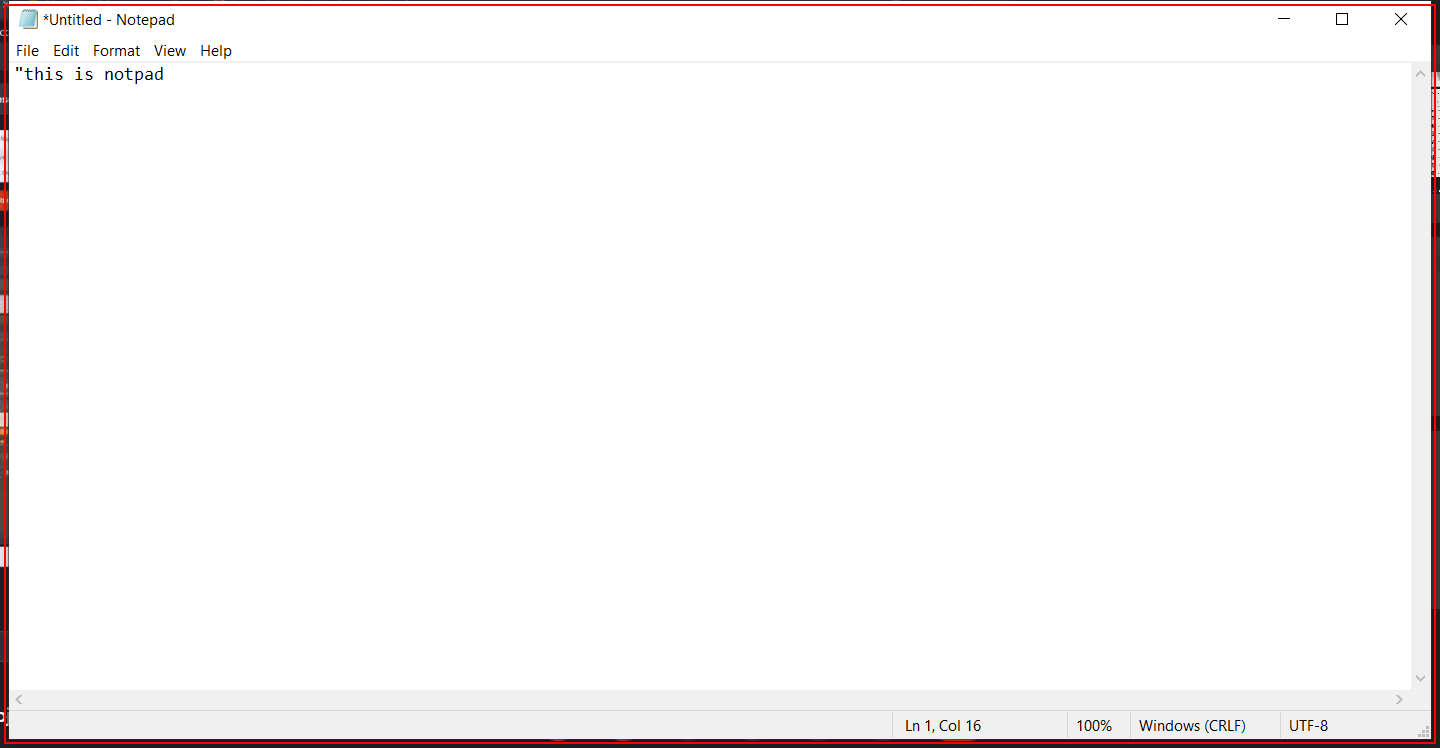 *Untitled - Notepad
File Edit Format View Help
"this is notpad
Ln 1, Col 16 100% Windows (CRLF) UTF-8